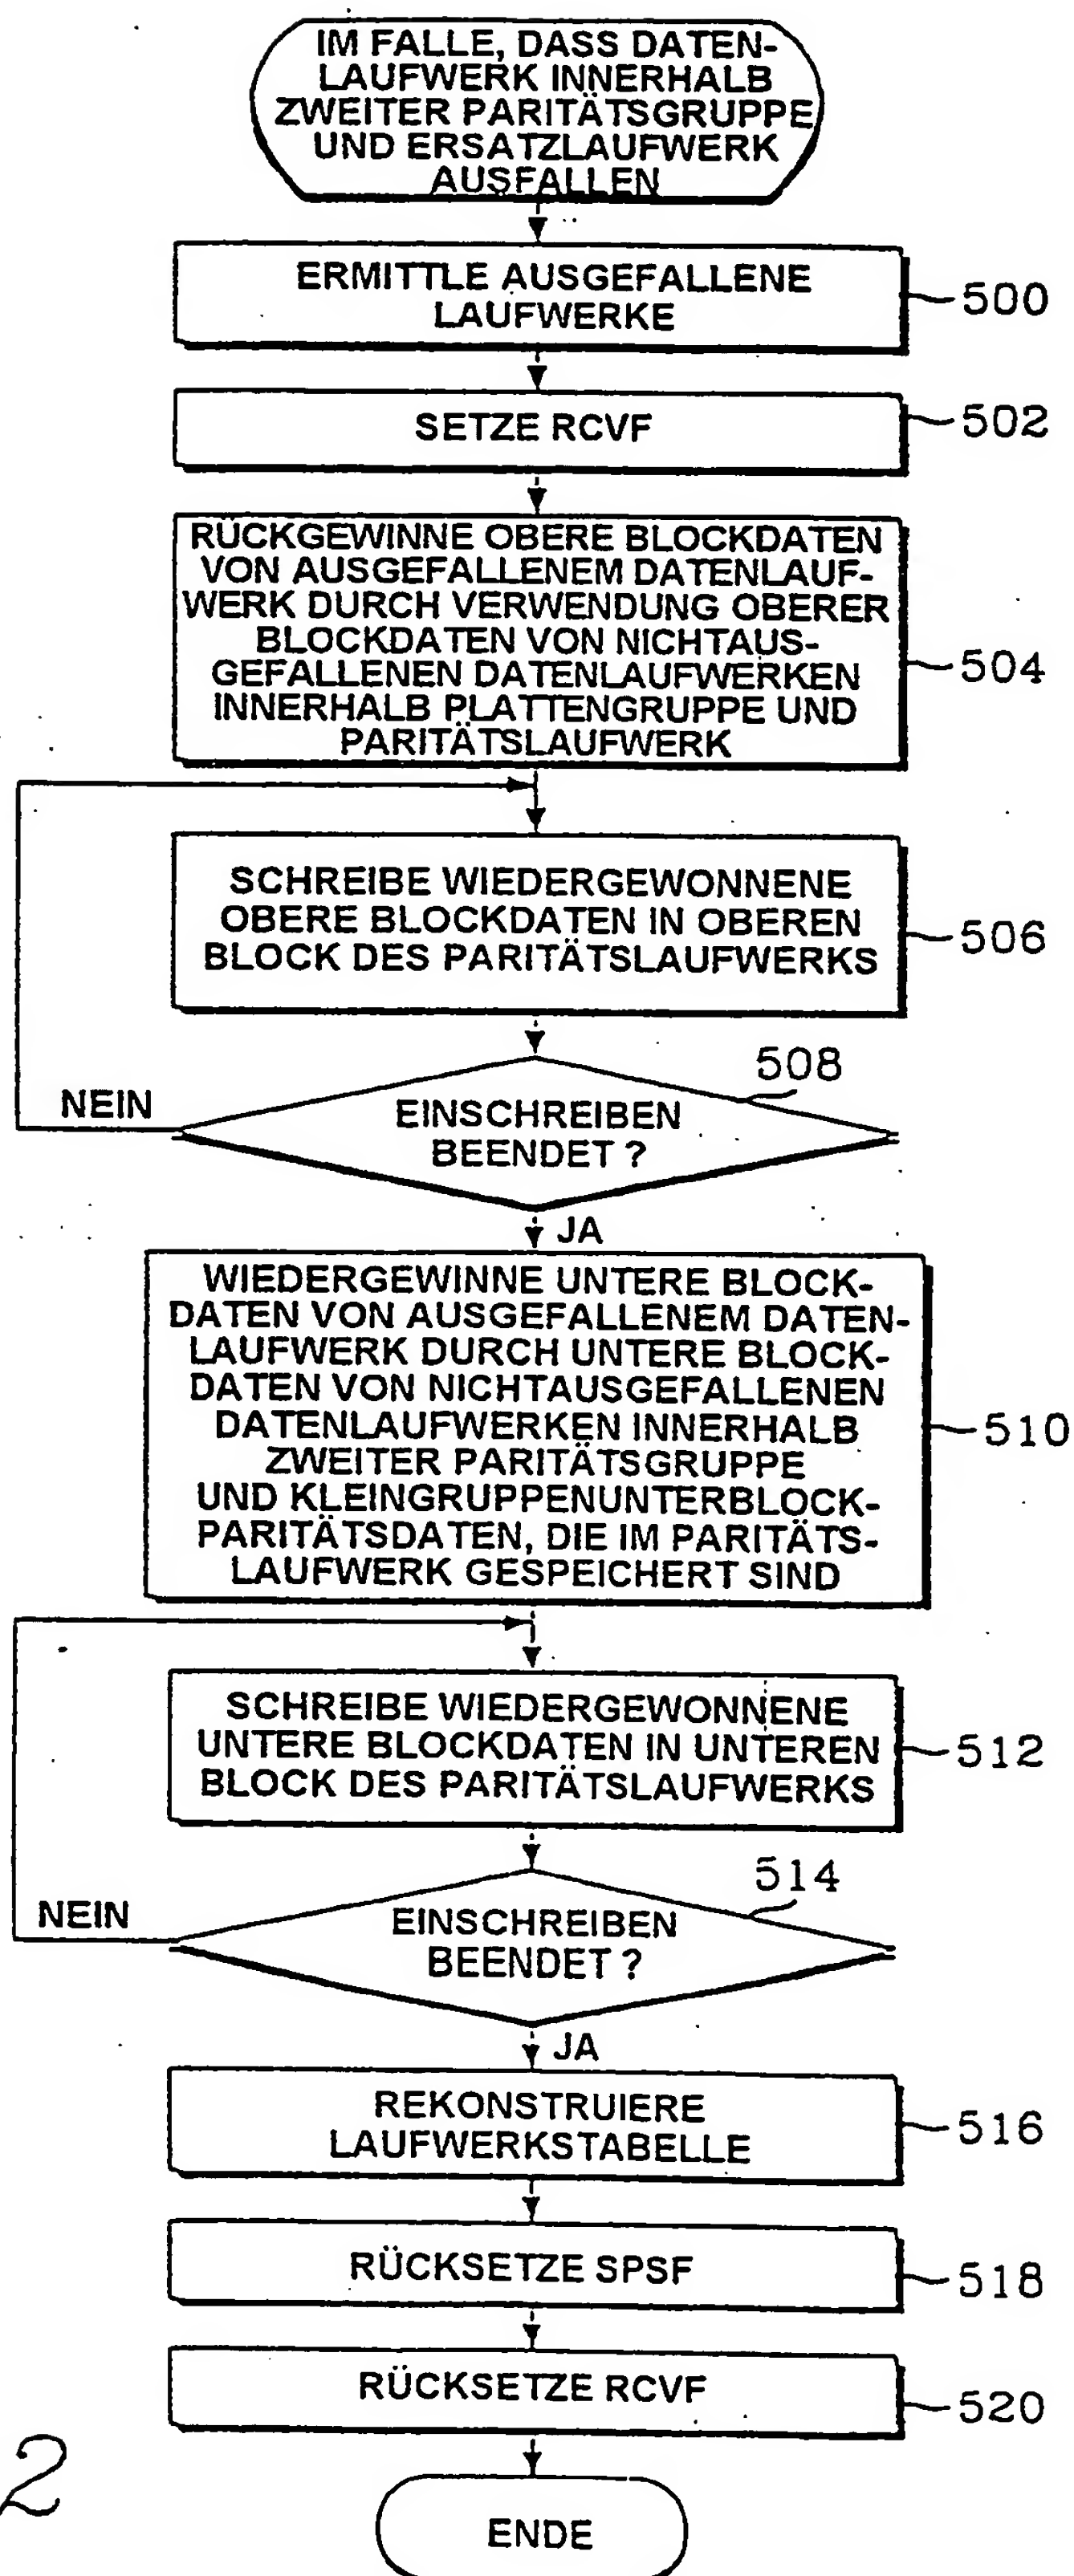 IM FALLE, DASS DATEN-
LAUFWERK INNERHALB
ZWEITER PARITÄTSGRUPPE
UND ERSATZLAUFWERK
AUSFALLEN
ERMITTLE AUSGEFALLENE
LAUFWERKE
500
SETZE RCVF
502
RÜCKGEWINNE OBERE BLOCKDATEN
VON AUSGEFALLENEM DATENLAUF-
WERK DURCH VERWENDUNG OBERER
BLOCKDATEN VON NICHTAUS-
GEFALLENEN DATENLAUFWERKEN
INNERHALB PLATTENGRUPPE UND
PARITÄTSLAUFWERK
504
SCHREIBE WIEDERGEWONNENE
OBERE BLOCKDATEN IN OBEREN
BLOCK DES PARITÄTSLAUFWERKS
506
508
NEIN
EINSCHREIBEN
BEENDET ?
JA
WIEDERGEWINNE UNTERE BLOCK-
DATEN VON AUSGEFALLENEM DATEN-
LAUFWERK DURCH UNTERE BLOCK-
DATEN VON NICHTAUSGEFALLENEN
DATENLAUFWERKEN INNERHALB
ZWEITER PARITÄTSGRUPPE
UND KLEINGRUPPENUNTERBLOCK-
PARITÄTSDATEN, DIE IM PARITÄTS-
LAUFWERK GESPEICHERT SIND
510
SCHREIBE WIEDERGEWONNENE
UNTERE BLOCKDATEN IN UNTEREN
BLOCK DES PARITÄTSLAUFWERKS
512
514
NEIN
EINSCHREIBEN
BEENDET ?
JA
REKONSTRUIERE
LAUFWERKSTABELLE
516
RÜCKSETZE SPSF
518
RÜCKSETZE RCVF
520
2
ENDE